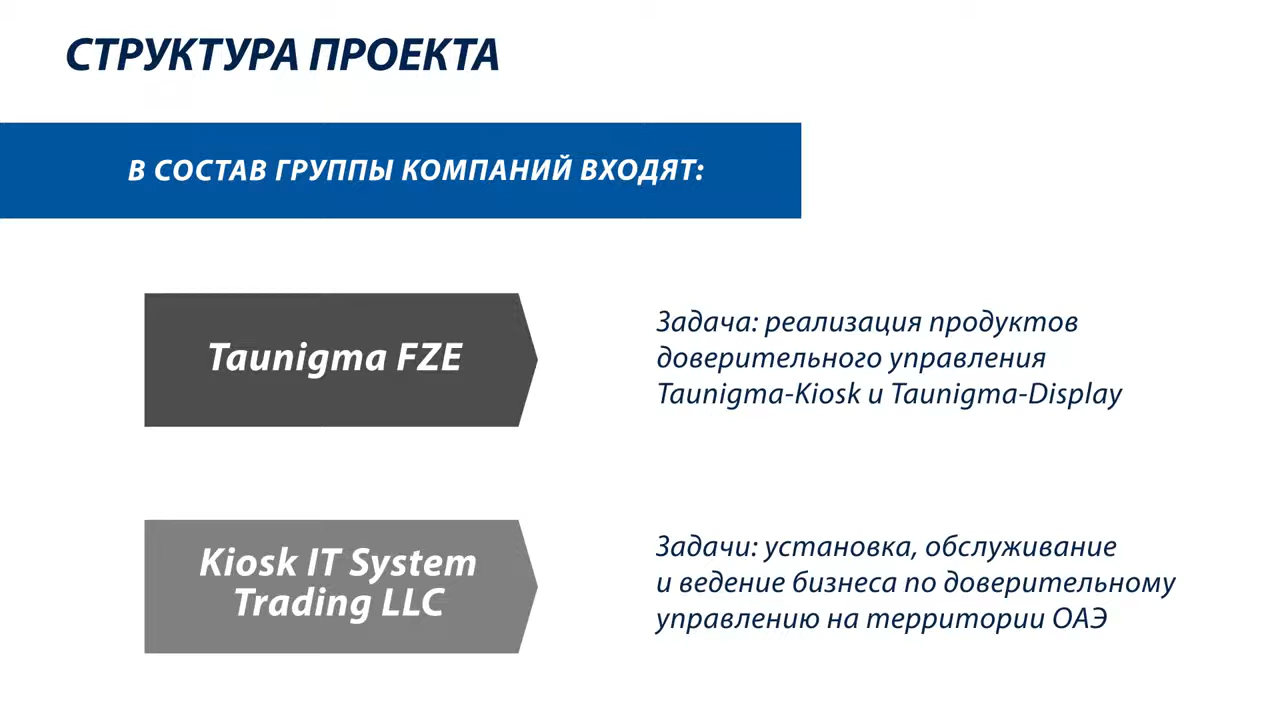 СТРУКТУРА ПРОЕКТА
В СОСТАВ ГРУППЫ КОМПАНИЙ ВХОДЯТ:
Taunigma FZE
Задача: реализация продуктов
доверительного управления
Taunigma-Kiosk и Taunigma-Display
Kiosk IT System
Trading LLC
Задачи: установка, обслуживание
и ведение бизнеса по доверительному
управлению на территории ОАЭ